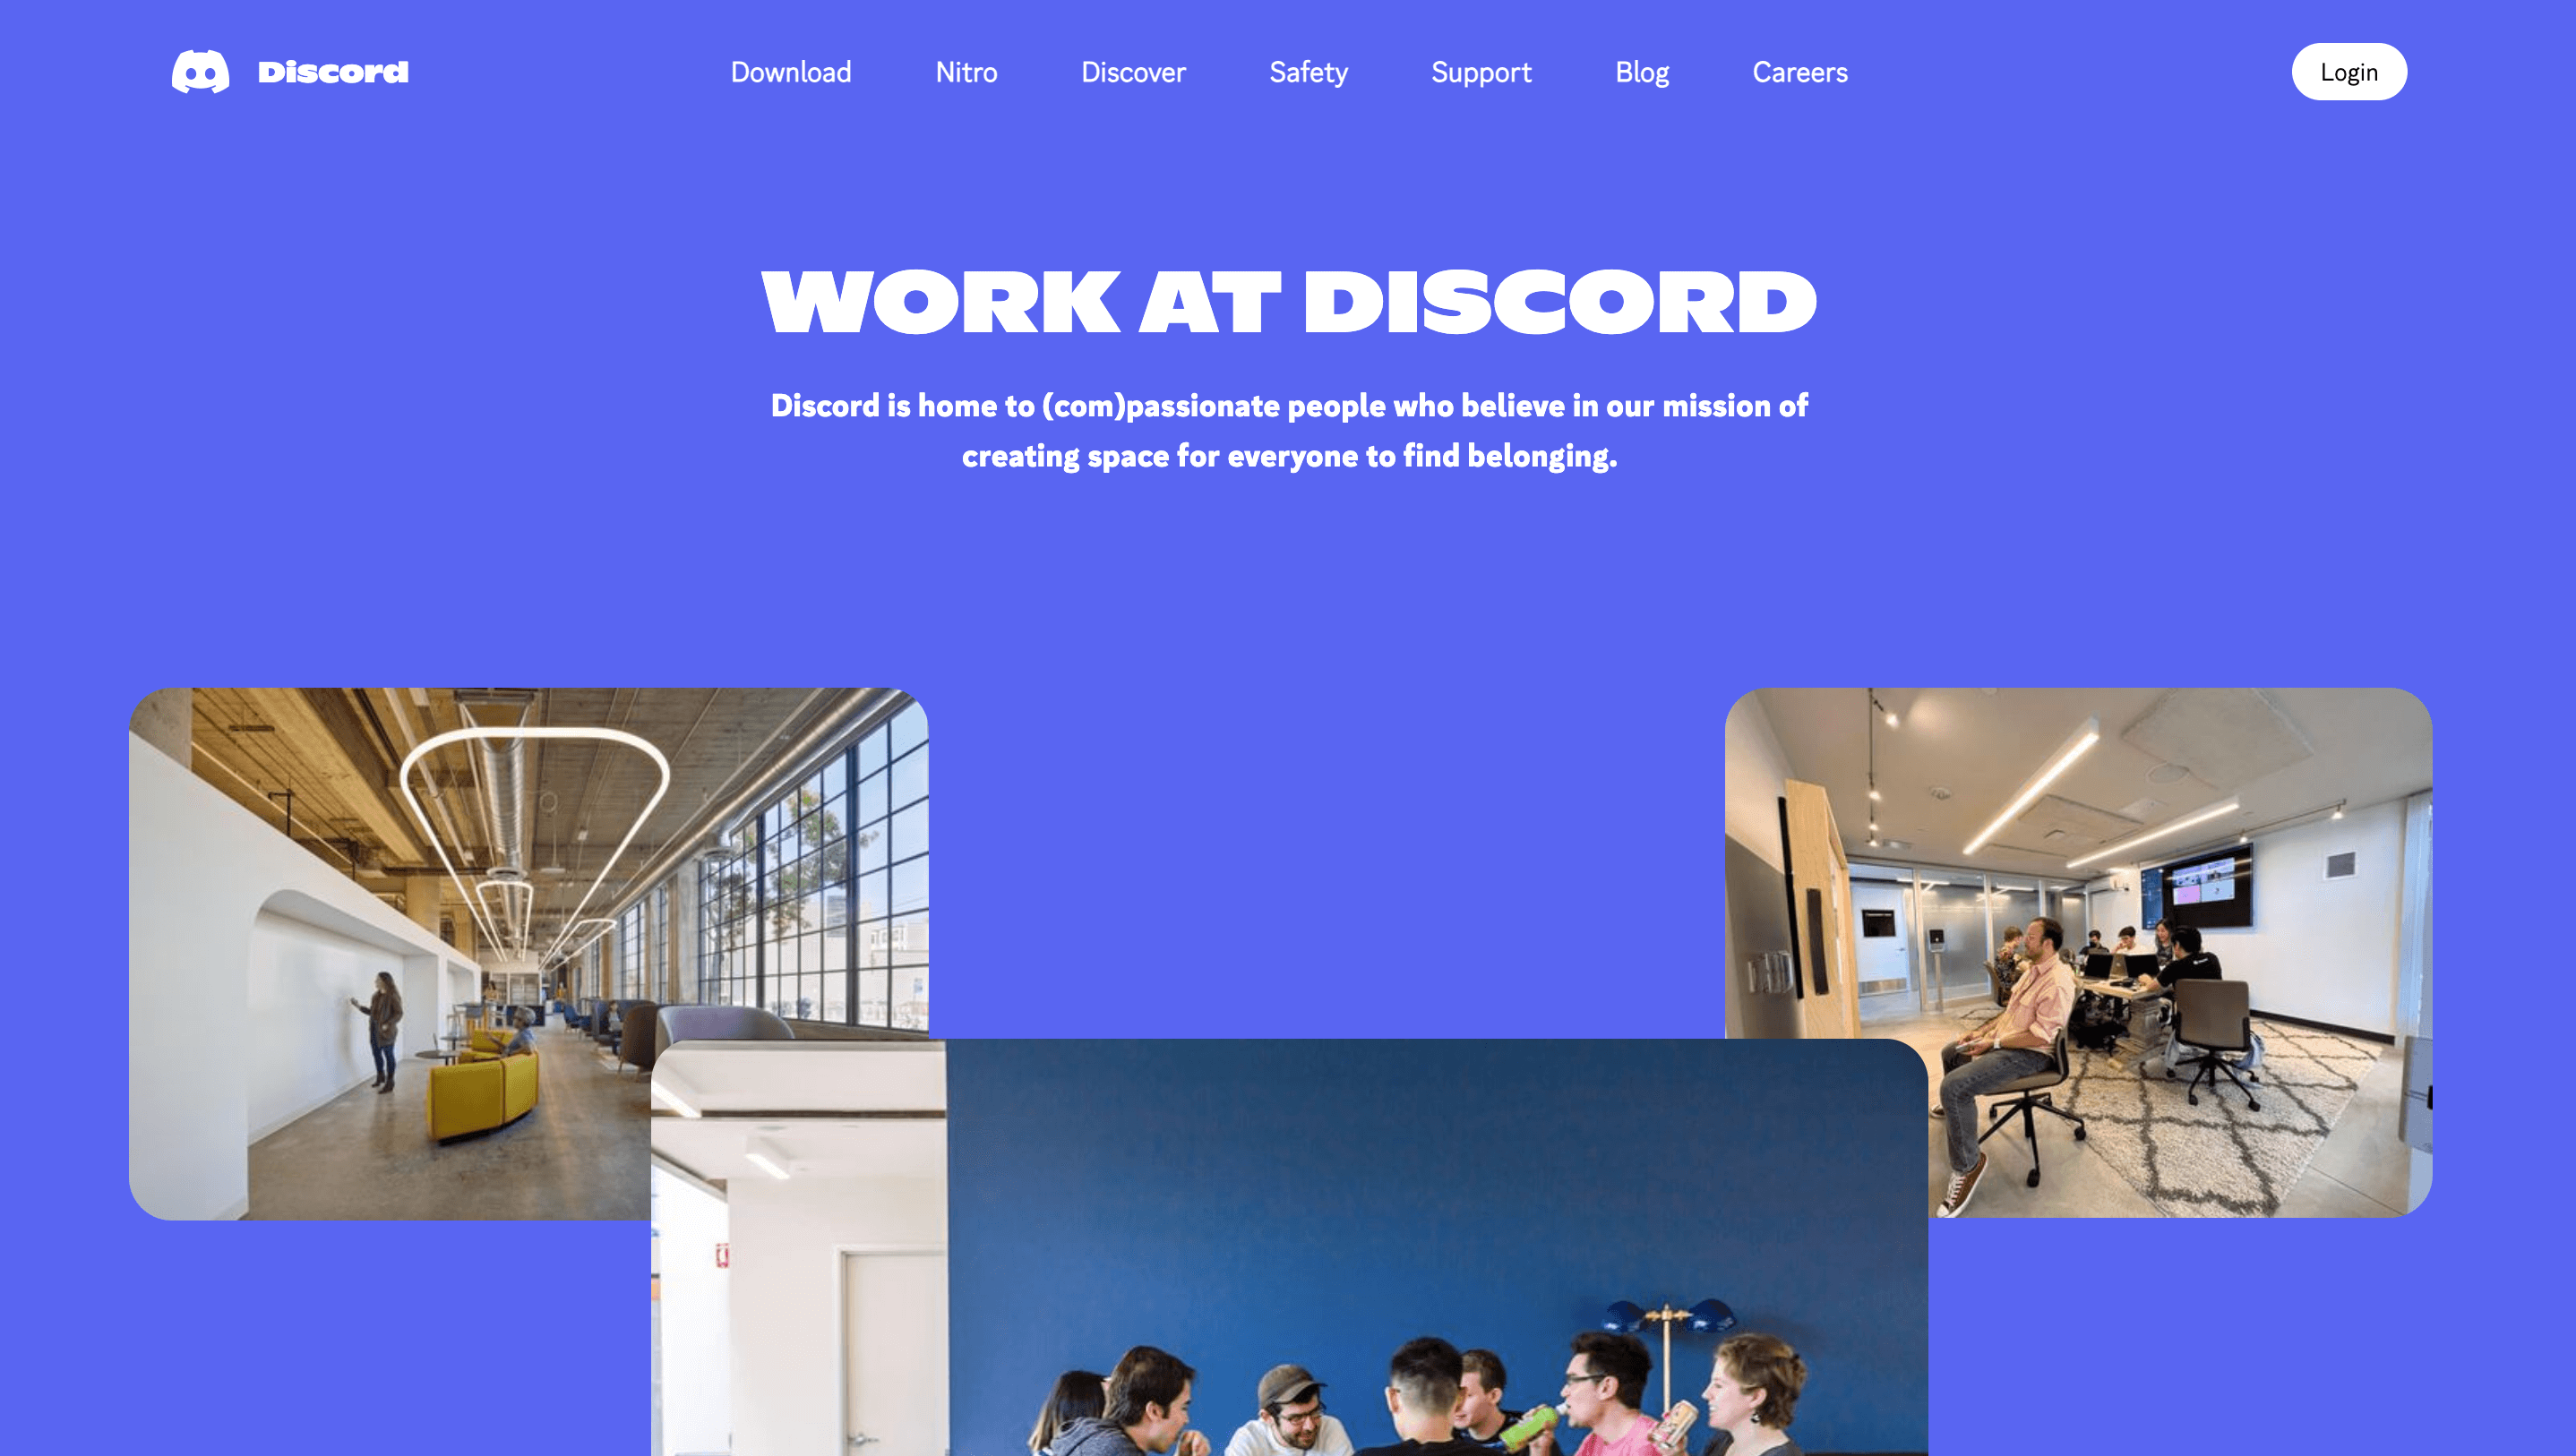 Discord
Download
Nitro
Discover
Safety
Support
Blog
Careers
Login
WORK AT DISCORD
Discord is home to (com)passionate people who believe in our mission of
creating space for everyone to find belonging.